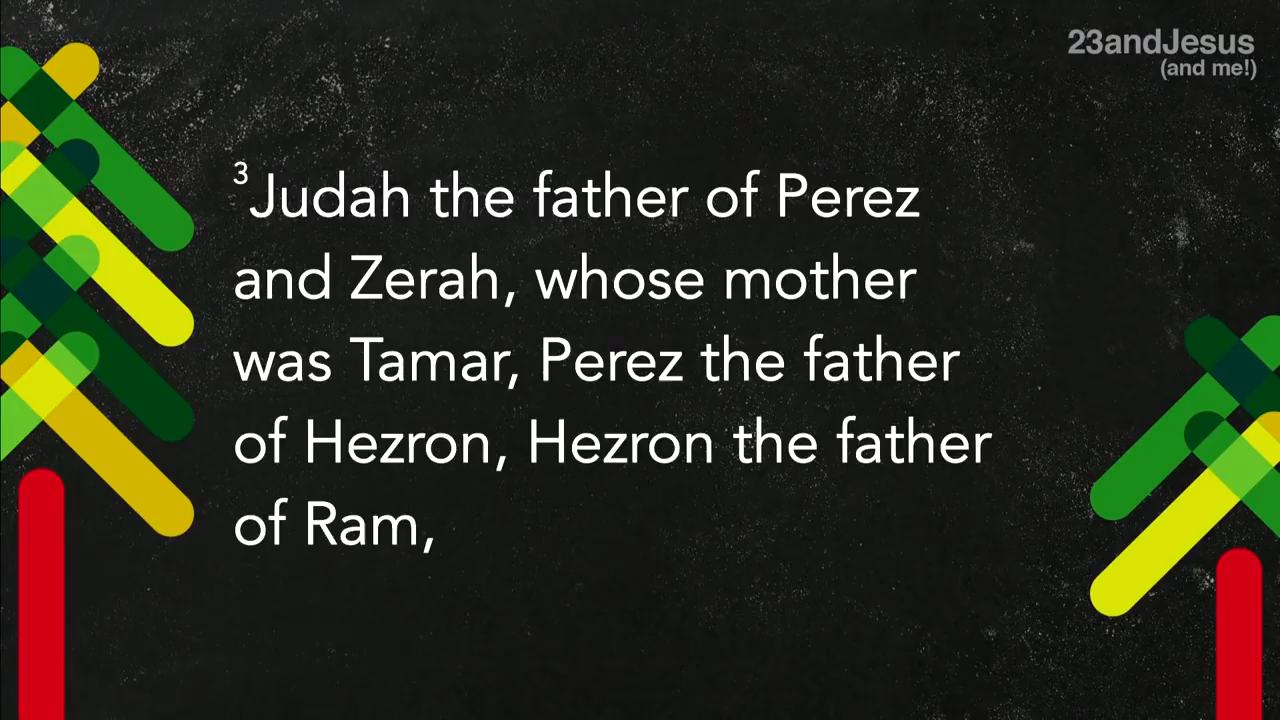 23andJesus
(and me!)
3Judah the father of Perez
and Zerah, whose mother
was Tamar, Perez the father
of Hezron, Hezron the father
of Ram,